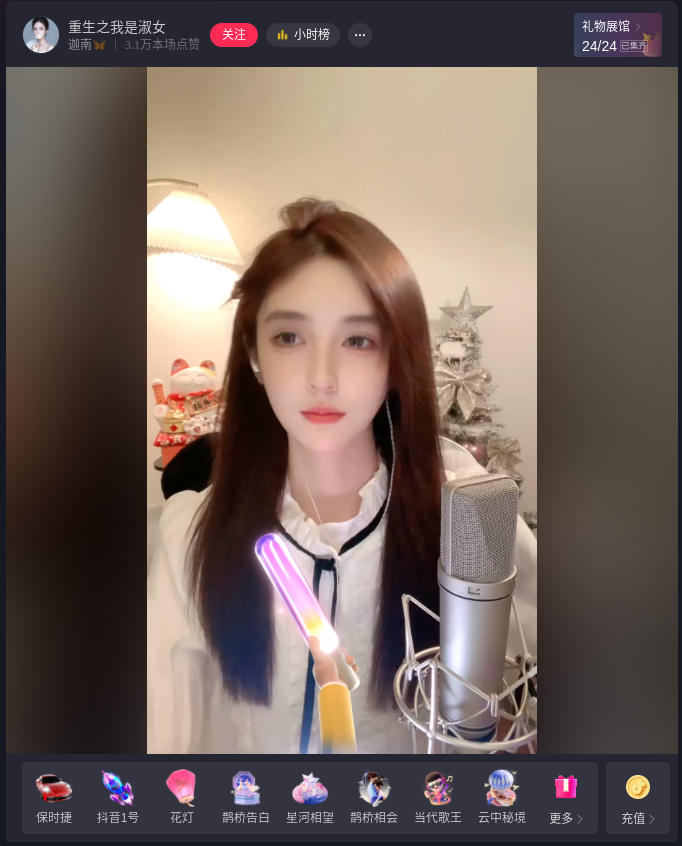 重生之我是淑女
迦南 | 3.1万本场点赞
关注
小时榜
礼物展馆
24/24 已集齐
保时捷
抖音1号
花灯
鹊桥告白
星河相望
鹊桥相会
当代歌王
云中秘境
更多
充值